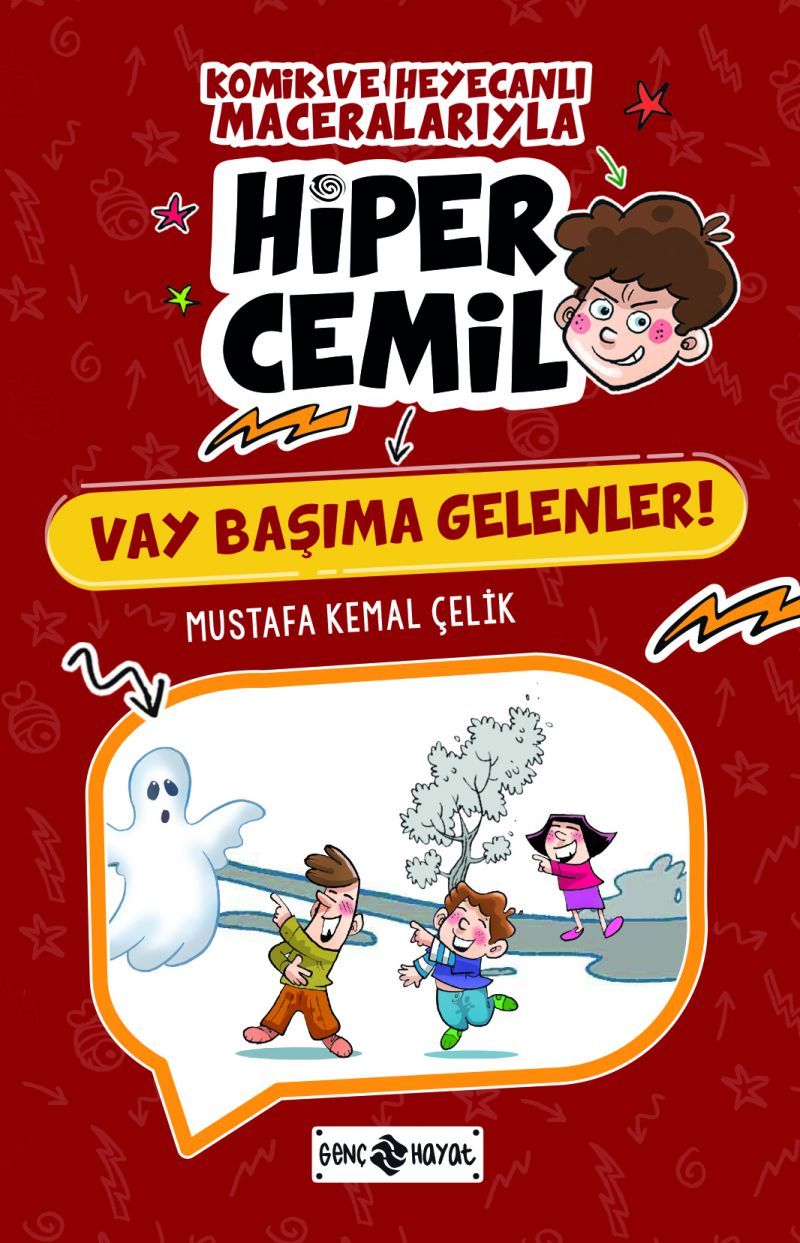 KOMİK VE HEYECANLI
MACERALARIYLA
HİPER
CEMİL
VAY BAŞIMA GELENLER!
MUSTAFA KEMAL ÇELİK
GENÇ HAYAT